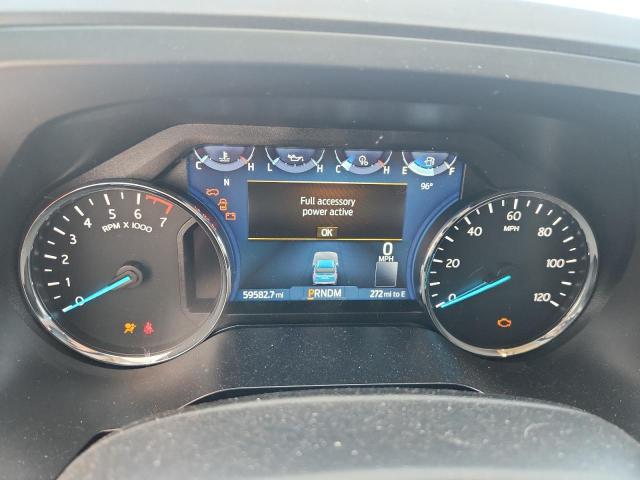 C H L H C H E F
N
96°
Full accessory
power active
OK
0
MPH
59582.7 mi PRNDM 272 mi to E
0 1 2 3 4 5 6 7
RPM X 1000
0 20 40 60 80 100 120
MPH